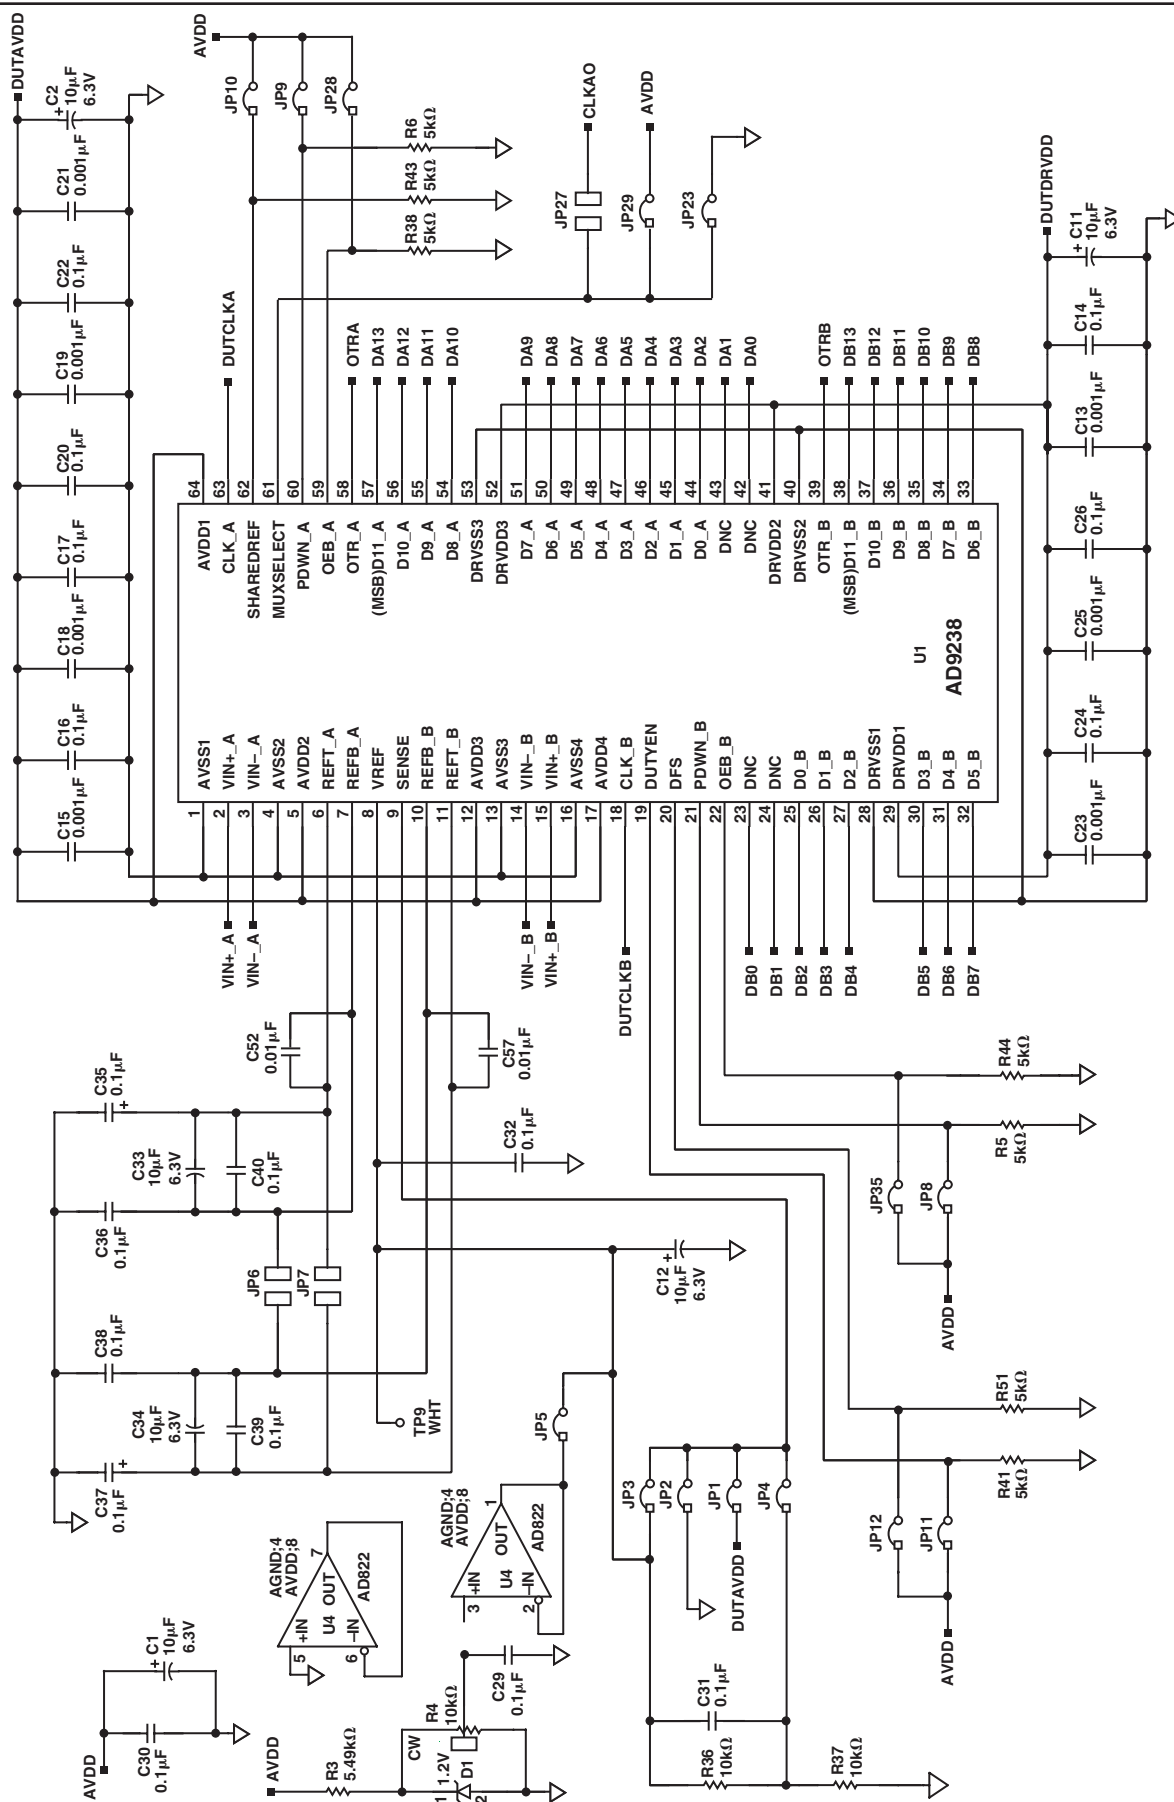 DUTAVDD
C2
10µF
6.3V
+
C21
0.001µF
C22
0.1µF
C19
0.001µF
C20
0.1µF
C17
0.1µF
C18
0.001µF
C16
0.1µF
C15
0.001µF
AVDD
JP10
JP9
JP28
R6
5kΩ
R43
5kΩ
R38
5kΩ
CLKAO
AVDD
JP27
JP29
JP23
DUTCLKA
OTRA
DA13
DA12
DA11
DA10
DA9
DA8
DA7
DA6
DA5
DA4
DA3
DA2
DA1
DA0
OTRB
DB13
DB12
DB11
DB10
DB9
DB8
64
63
62
61
60
59
58
57
56
55
54
53
52
51
50
49
48
47
46
45
44
43
42
41
40
39
38
37
36
35
34
33
AVDD1
CLK_A
SHAREDREF
MUXSELECT
PDWN_A
OEB_A
OTR_A
(MSB)D11_A
D10_A
D9_A
D8_A
DRVSS3
DRVDD3
D7_A
D6_A
D5_A
D4_A
D3_A
D2_A
D1_A
D0_A
DNC
DNC
DRVDD2
DRVSS2
OTR_B
(MSB)D11_B
D10_B
D9_B
D8_B
D7_B
D6_B
U1
AD9238
AVSS1
VIN+_A
VIN–_A
AVSS2
AVDD2
REFT_A
REFB_A
VREF
SENSE
REFB_B
REFT_B
AVDD3
AVSS3
VIN–_B
VIN+_B
AVSS4
AVDD4
CLK_B
DUTYEN
DFS
PDWN_B
OEB_B
DNC
DNC
D0_B
D1_B
D2_B
DRVSS1
DRVDD1
D3_B
D4_B
D5_B
1
2
3
4
5
6
7
8
9
10
11
12
13
14
15
16
17
18
19
20
21
22
23
24
25
26
27
28
29
30
31
32
DUTDRVDD
C11
10µF
6.3V
+
C14
0.1µF
C13
0.001µF
C26
0.1µF
C25
0.001µF
C24
0.1µF
C23
0.001µF
VIN+_A
VIN–_A
VIN–_B
VIN+_B
DUTCLKB
DB0
DB1
DB2
DB3
DB4
DB5
DB6
DB7
C52
0.01µF
C57
0.01µF
C35
0.1µF
+
C33
10µF
6.3V
C40
0.1µF
C36
0.1µF
C32
0.1µF
JP6
JP7
C38
0.1µF
C34
10µF
6.3V
C39
0.1µF
C37
0.1µF
+
TP9
WHT
C12
10µF
6.3V
+
R44
5kΩ
R5
5kΩ
JP35
JP8
AVDD
R51
5kΩ
R41
5kΩ
JP12
JP11
AVDD
JP5
JP3
JP2
JP1
JP4
DUTAVDD
AGND;4
AVDD;8
7
5
+IN
U4
OUT
–IN
6
AD822
AGND;4
AVDD;8
1
3
+IN
U4
OUT
–IN
2
AD822
AVDD
C30
0.1µF
C1
10µF
6.3V
+
AVDD
R3
5.49kΩ
CW
R4
10kΩ
1.2V
D1
1
2
C29
0.1µF
C31
0.1µF
R36
10kΩ
R37
10kΩ